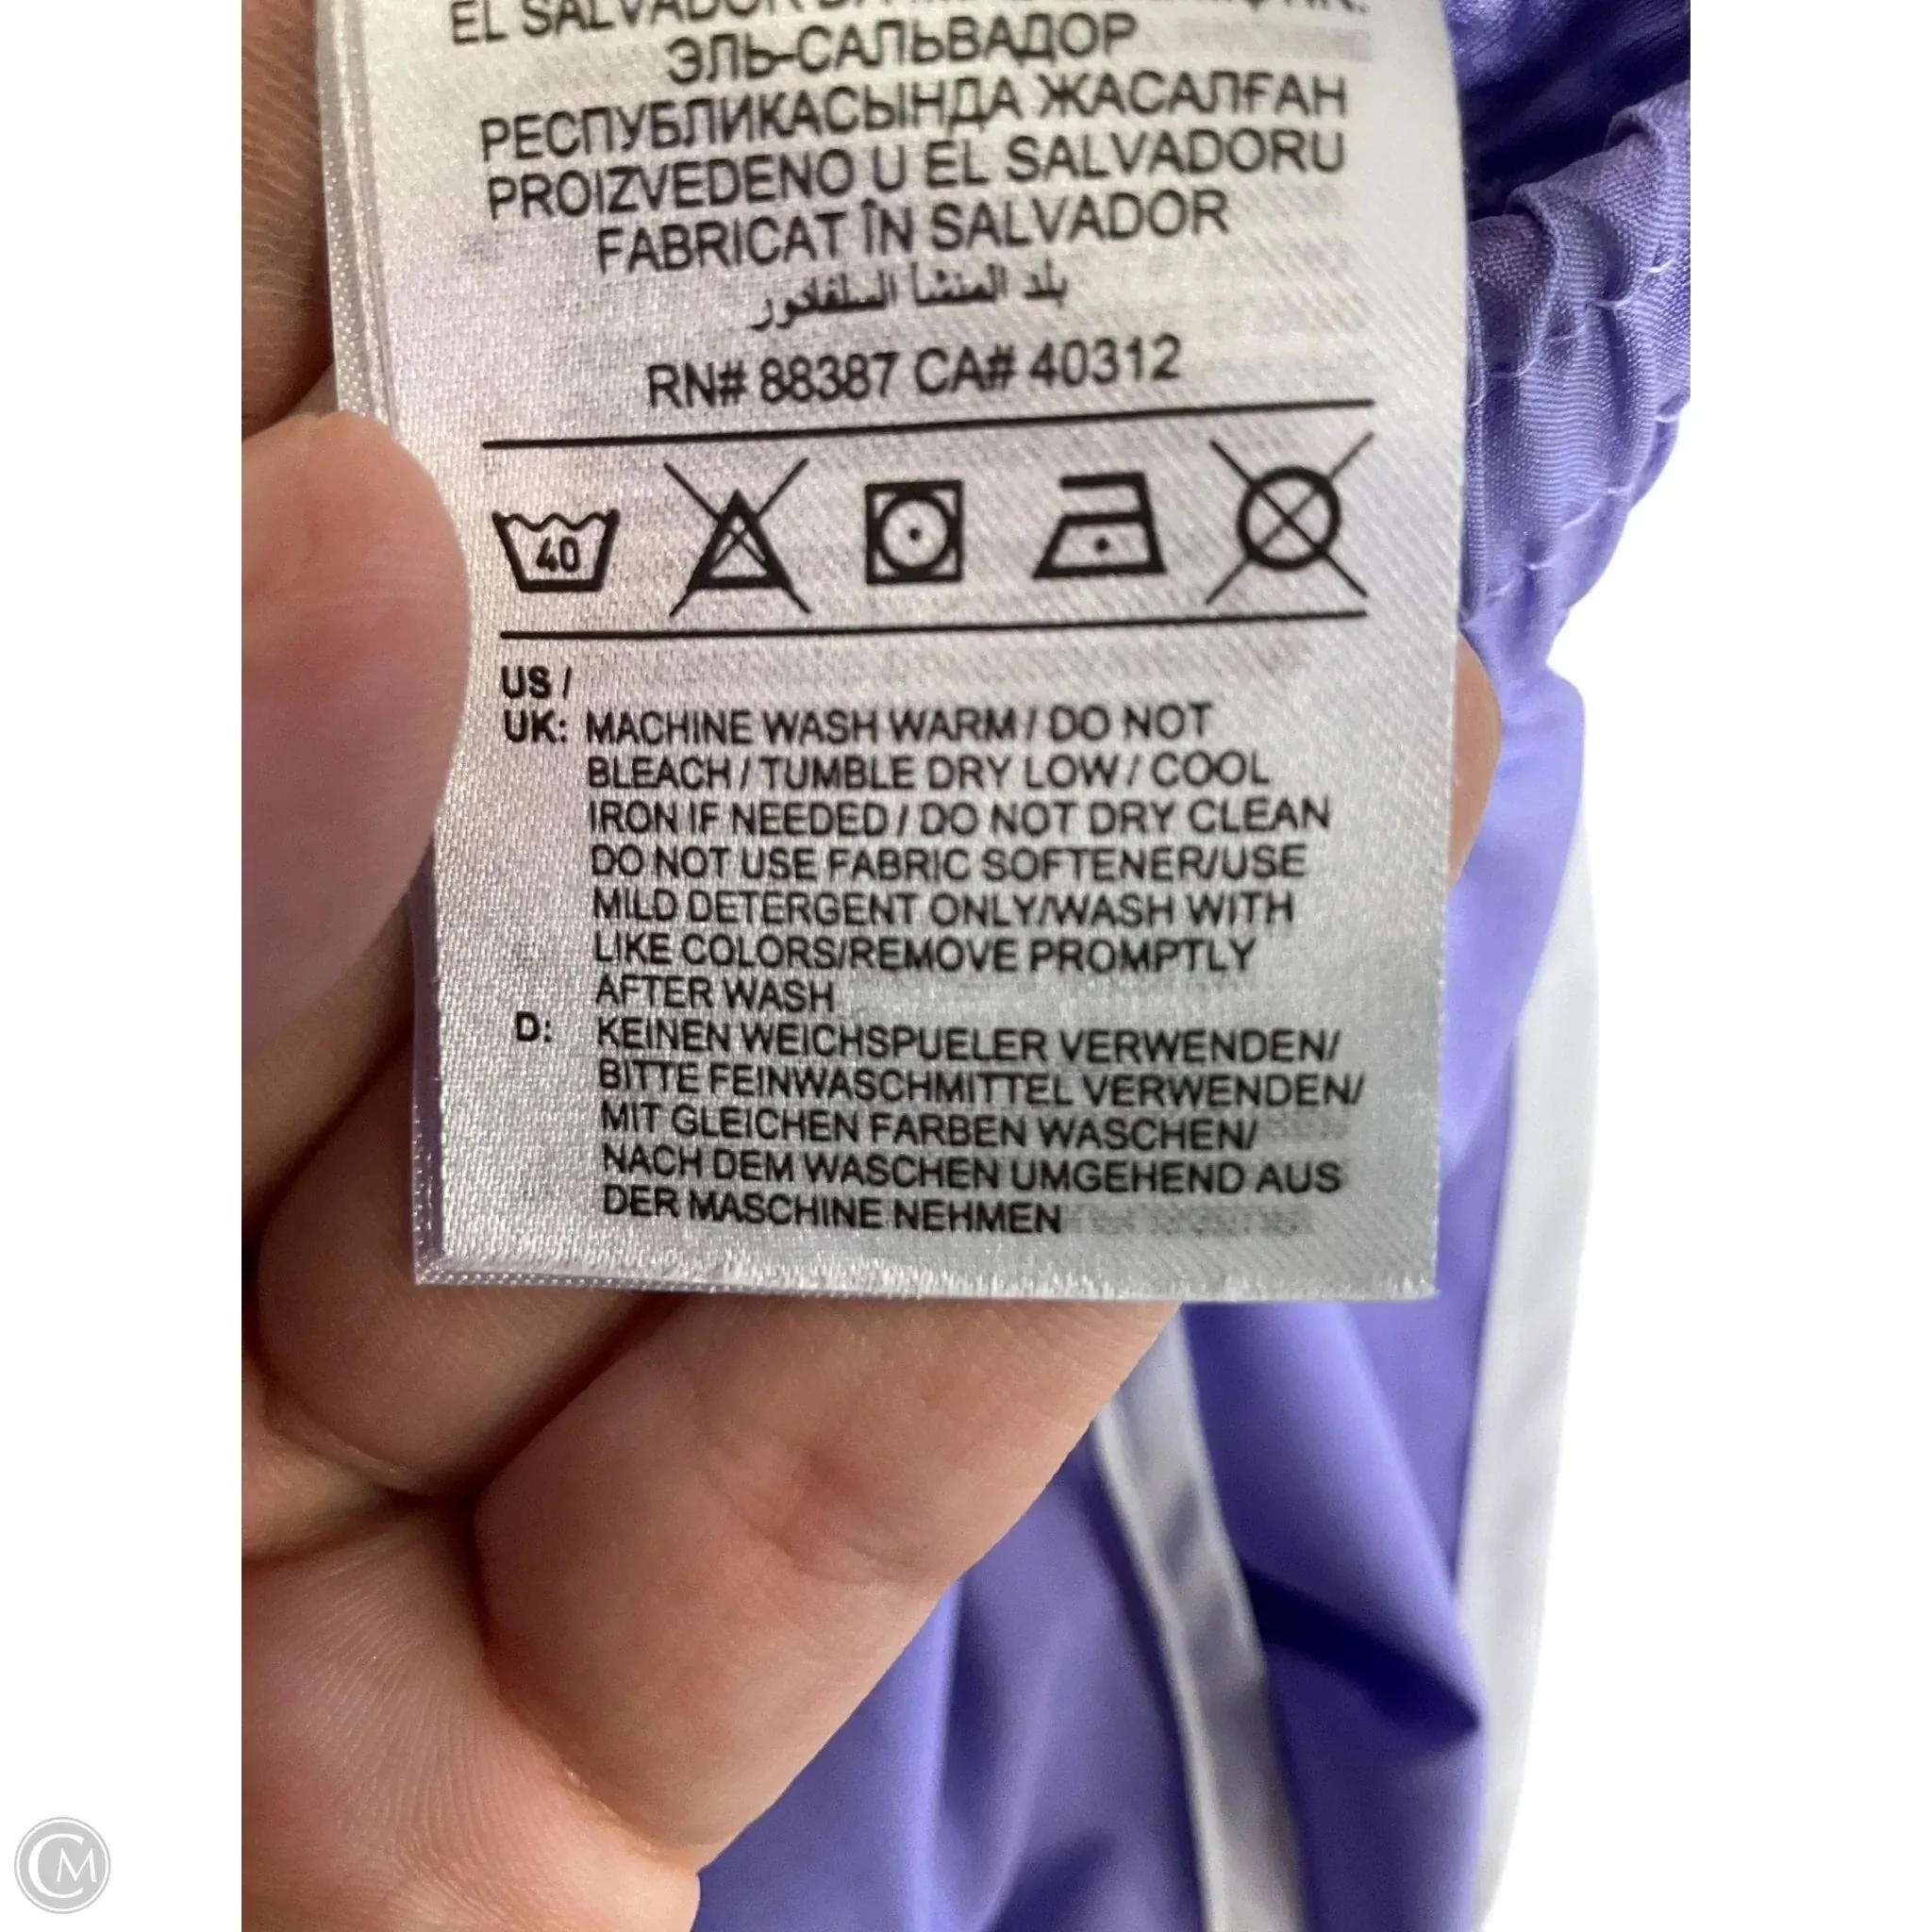 EL SALVADOR
ЭЛЬ-САЛЬВАДОР
РЕСПУБЛИКАСЫНДА ЖАСАЛҒАН
PROIZVEDENO U EL SALVADORU
FABRICAT ÎN SALVADOR
بلد المنشأ السلفادور
RN# 88387 CA# 40312
40
US /
UK: MACHINE WASH WARM / DO NOT
BLEACH / TUMBLE DRY LOW / COOL
IRON IF NEEDED / DO NOT DRY CLEAN
DO NOT USE FABRIC SOFTENER/USE
MILD DETERGENT ONLY/WASH WITH
LIKE COLORS/REMOVE PROMPTLY
AFTER WASH
D: KEINEN WEICHSPUELER VERWENDEN/
BITTE FEINWASCHMITTEL VERWENDEN/
MIT GLEICHEN FARBEN WASCHEN/
NACH DEM WASCHEN UMGEHEND AUS
DER MASCHINE NEHMEN
CM